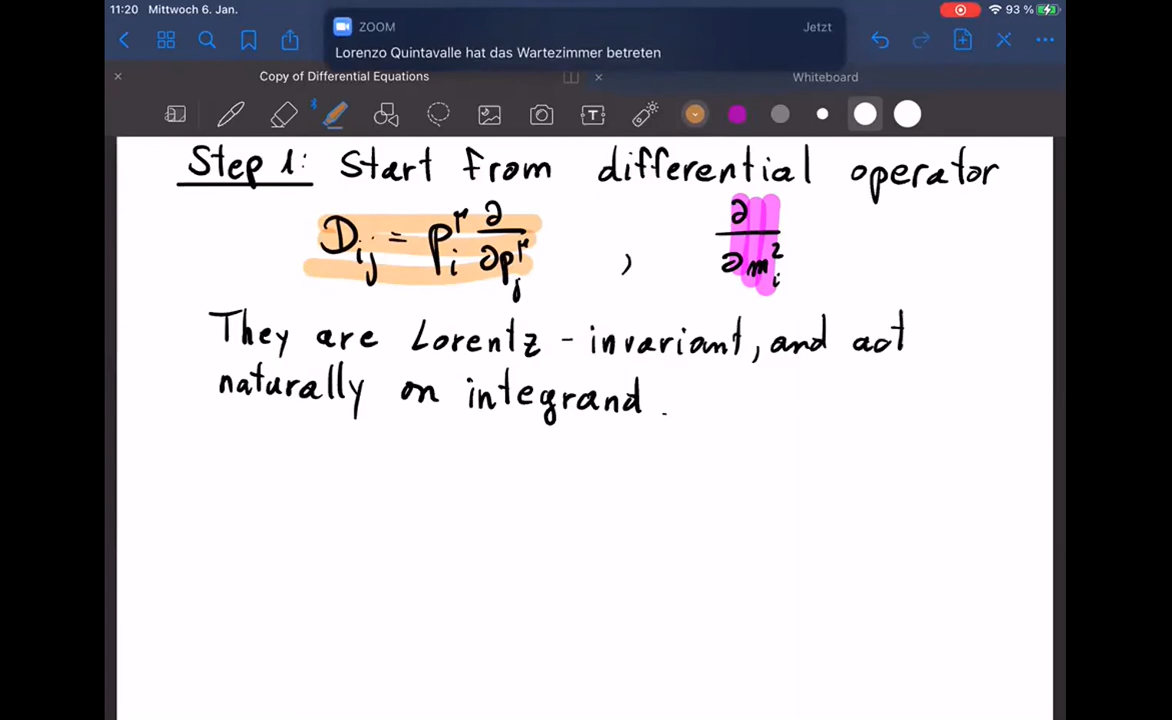 11:20 Mittwoch 6. Jan.
93 %
ZOOM
Jetzt
Lorenzo Quintavalle hat das Wartezimmer betreten
Copy of Differential Equations
Whiteboard
Step 1: Start from differential operator
D_ij = p_i^μ ∂/∂p_j^μ , ∂/∂m_i^2
They are Lorentz - invariant, and act
naturally on integrand.